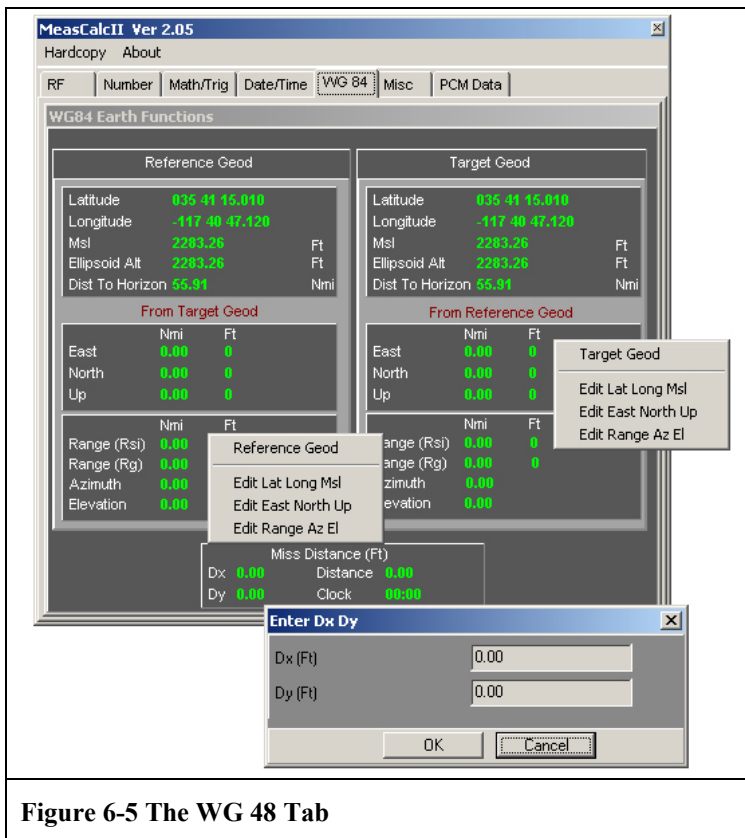 MeasCalcII Ver 2.05
Hardcopy About
RF Number Math/Trig Date/Time WG 84 Misc PCM Data
WG84 Earth Functions
Reference Geod
Latitude 035 41 15.010
Longitude -117 40 47.120
Msl 2283.26 Ft
Ellipsoid Alt 2283.26 Ft
Dist To Horizon 55.91 Nmi
From Target Geod
Nmi Ft
East 0.00 0
North 0.00 0
Up 0.00 0
Nmi Ft
Range (Rsi) 0.00
Range (Rg) 0.00
Azimuth 0.00
Elevation 0.00
Reference Geod
Edit Lat Long Msl
Edit East North Up
Edit Range Az El
Target Geod
Latitude 035 41 15.010
Longitude -117 40 47.120
Msl 2283.26 Ft
Ellipsoid Alt 2283.26 Ft
Dist To Horizon 55.91 Nmi
From Reference Geod
Nmi Ft
East 0.00 0
North 0.00 0
Up 0.00 0
Nmi Ft
ange (Rsi) 0.00 0
ange (Rg) 0.00 0
zimuth 0.00
evation 0.00
Target Geod
Edit Lat Long Msl
Edit East North Up
Edit Range Az El
Miss Distance (Ft)
Dx 0.00 Distance 0.00
Dy 0.00 Clock 00:00
Enter Dx Dy
Dx (Ft) 0.00
Dy (Ft) 0.00
OK Cancel
Figure 6-5 The WG 48 Tab